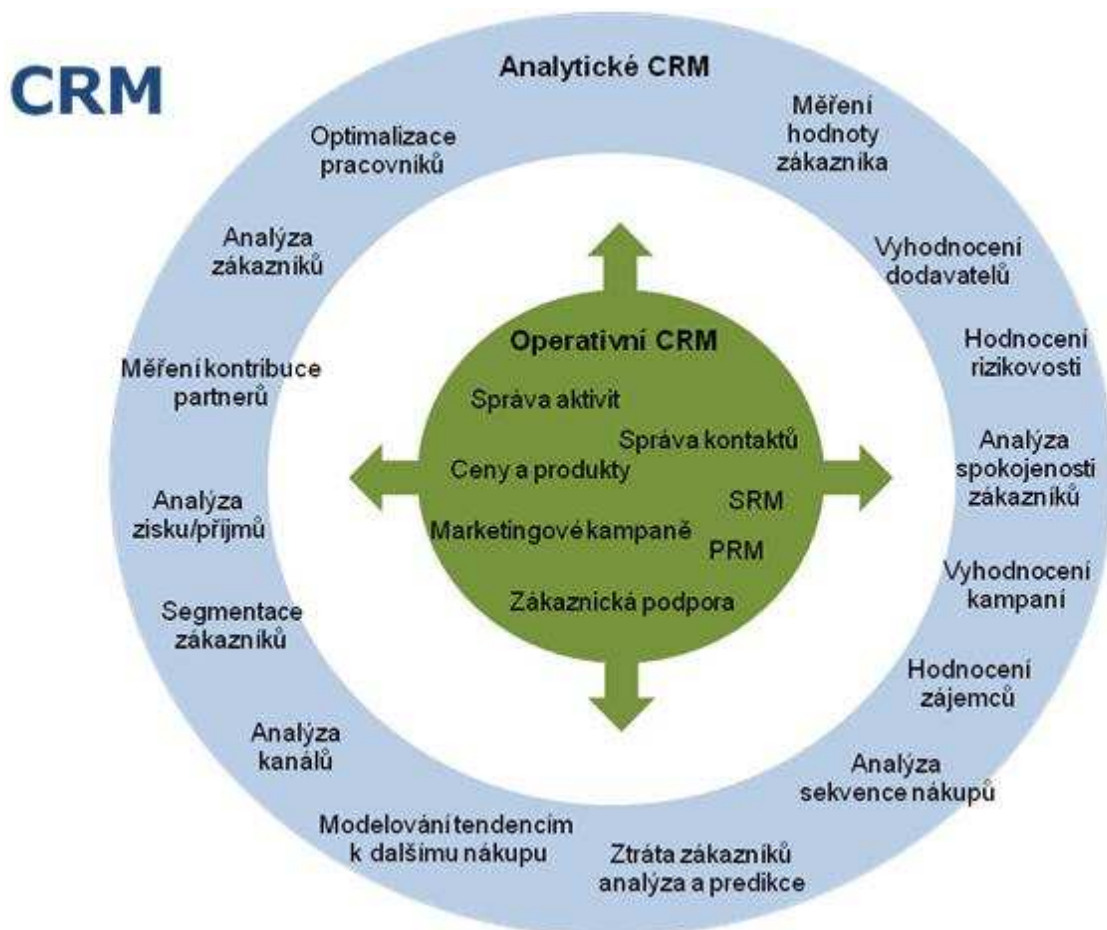 CRM
Analytické CRM
Měření
hodnoty
zákazníka
Vyhodnocení
dodavatelů
Hodnocení
rizikovosti
Analýza
spokojenosti
zákazníků
Vyhodnocení
kampaní
Hodnocení
zájemců
Analýza
sekvence nákupů
Ztráta zákazníků
analýza a predikce
Modelování tendencím
k dalšímu nákupu
Analýza
kanálů
Segmentace
zákazníků
Analýza
zisku/příjmů
Měření kontribuce
partnerů
Analýza
zákazníků
Optimalizace
pracovníků
Operativní CRM
Správa aktivit
Správa kontaktů
Ceny a produkty
SRM
Marketingové kampaně
PRM
Zákaznická podpora